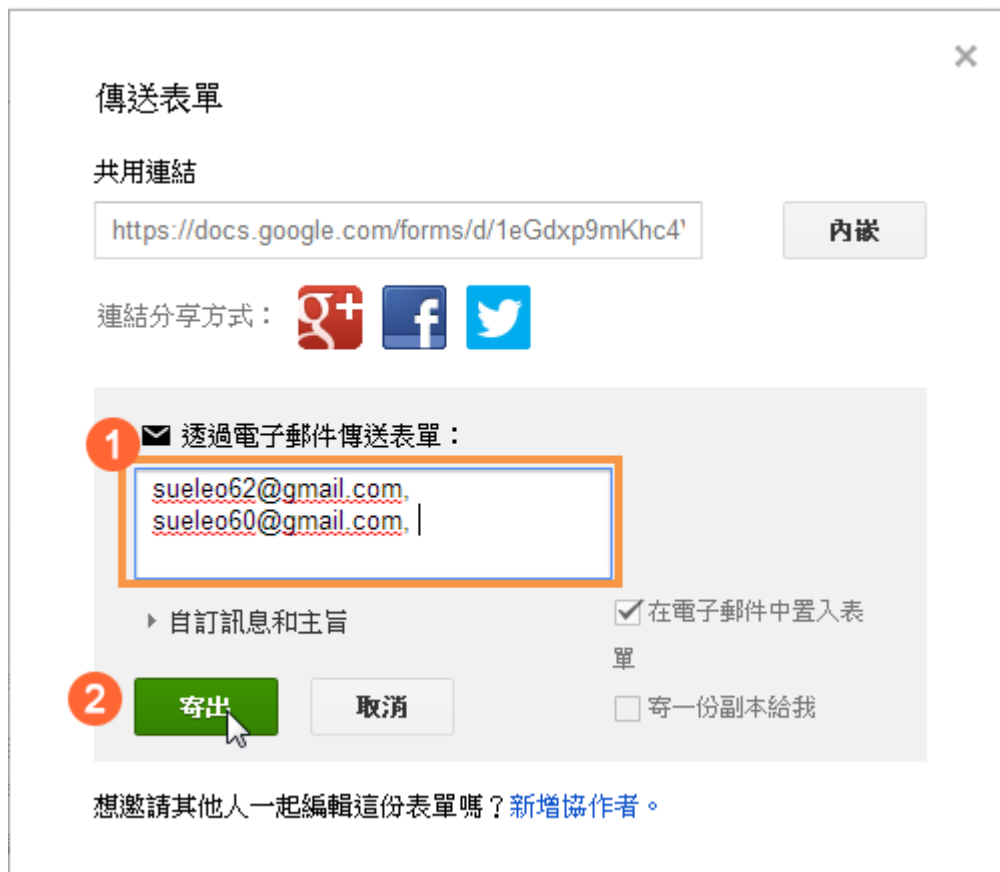 傳送表單
共用連結
https://docs.google.com/forms/d/1eGdxp9mKhc4
內嵌
連結分享方式：
g+ f
1 透過電子郵件傳送表單：
sueleo62@gmail.com,
sueleo60@gmail.com,
自訂訊息和主旨
在電子郵件中置入表
單
2 寄出 取消
寄一份副本給我
想邀請其他人一起編輯這份表單嗎？新增協作者。